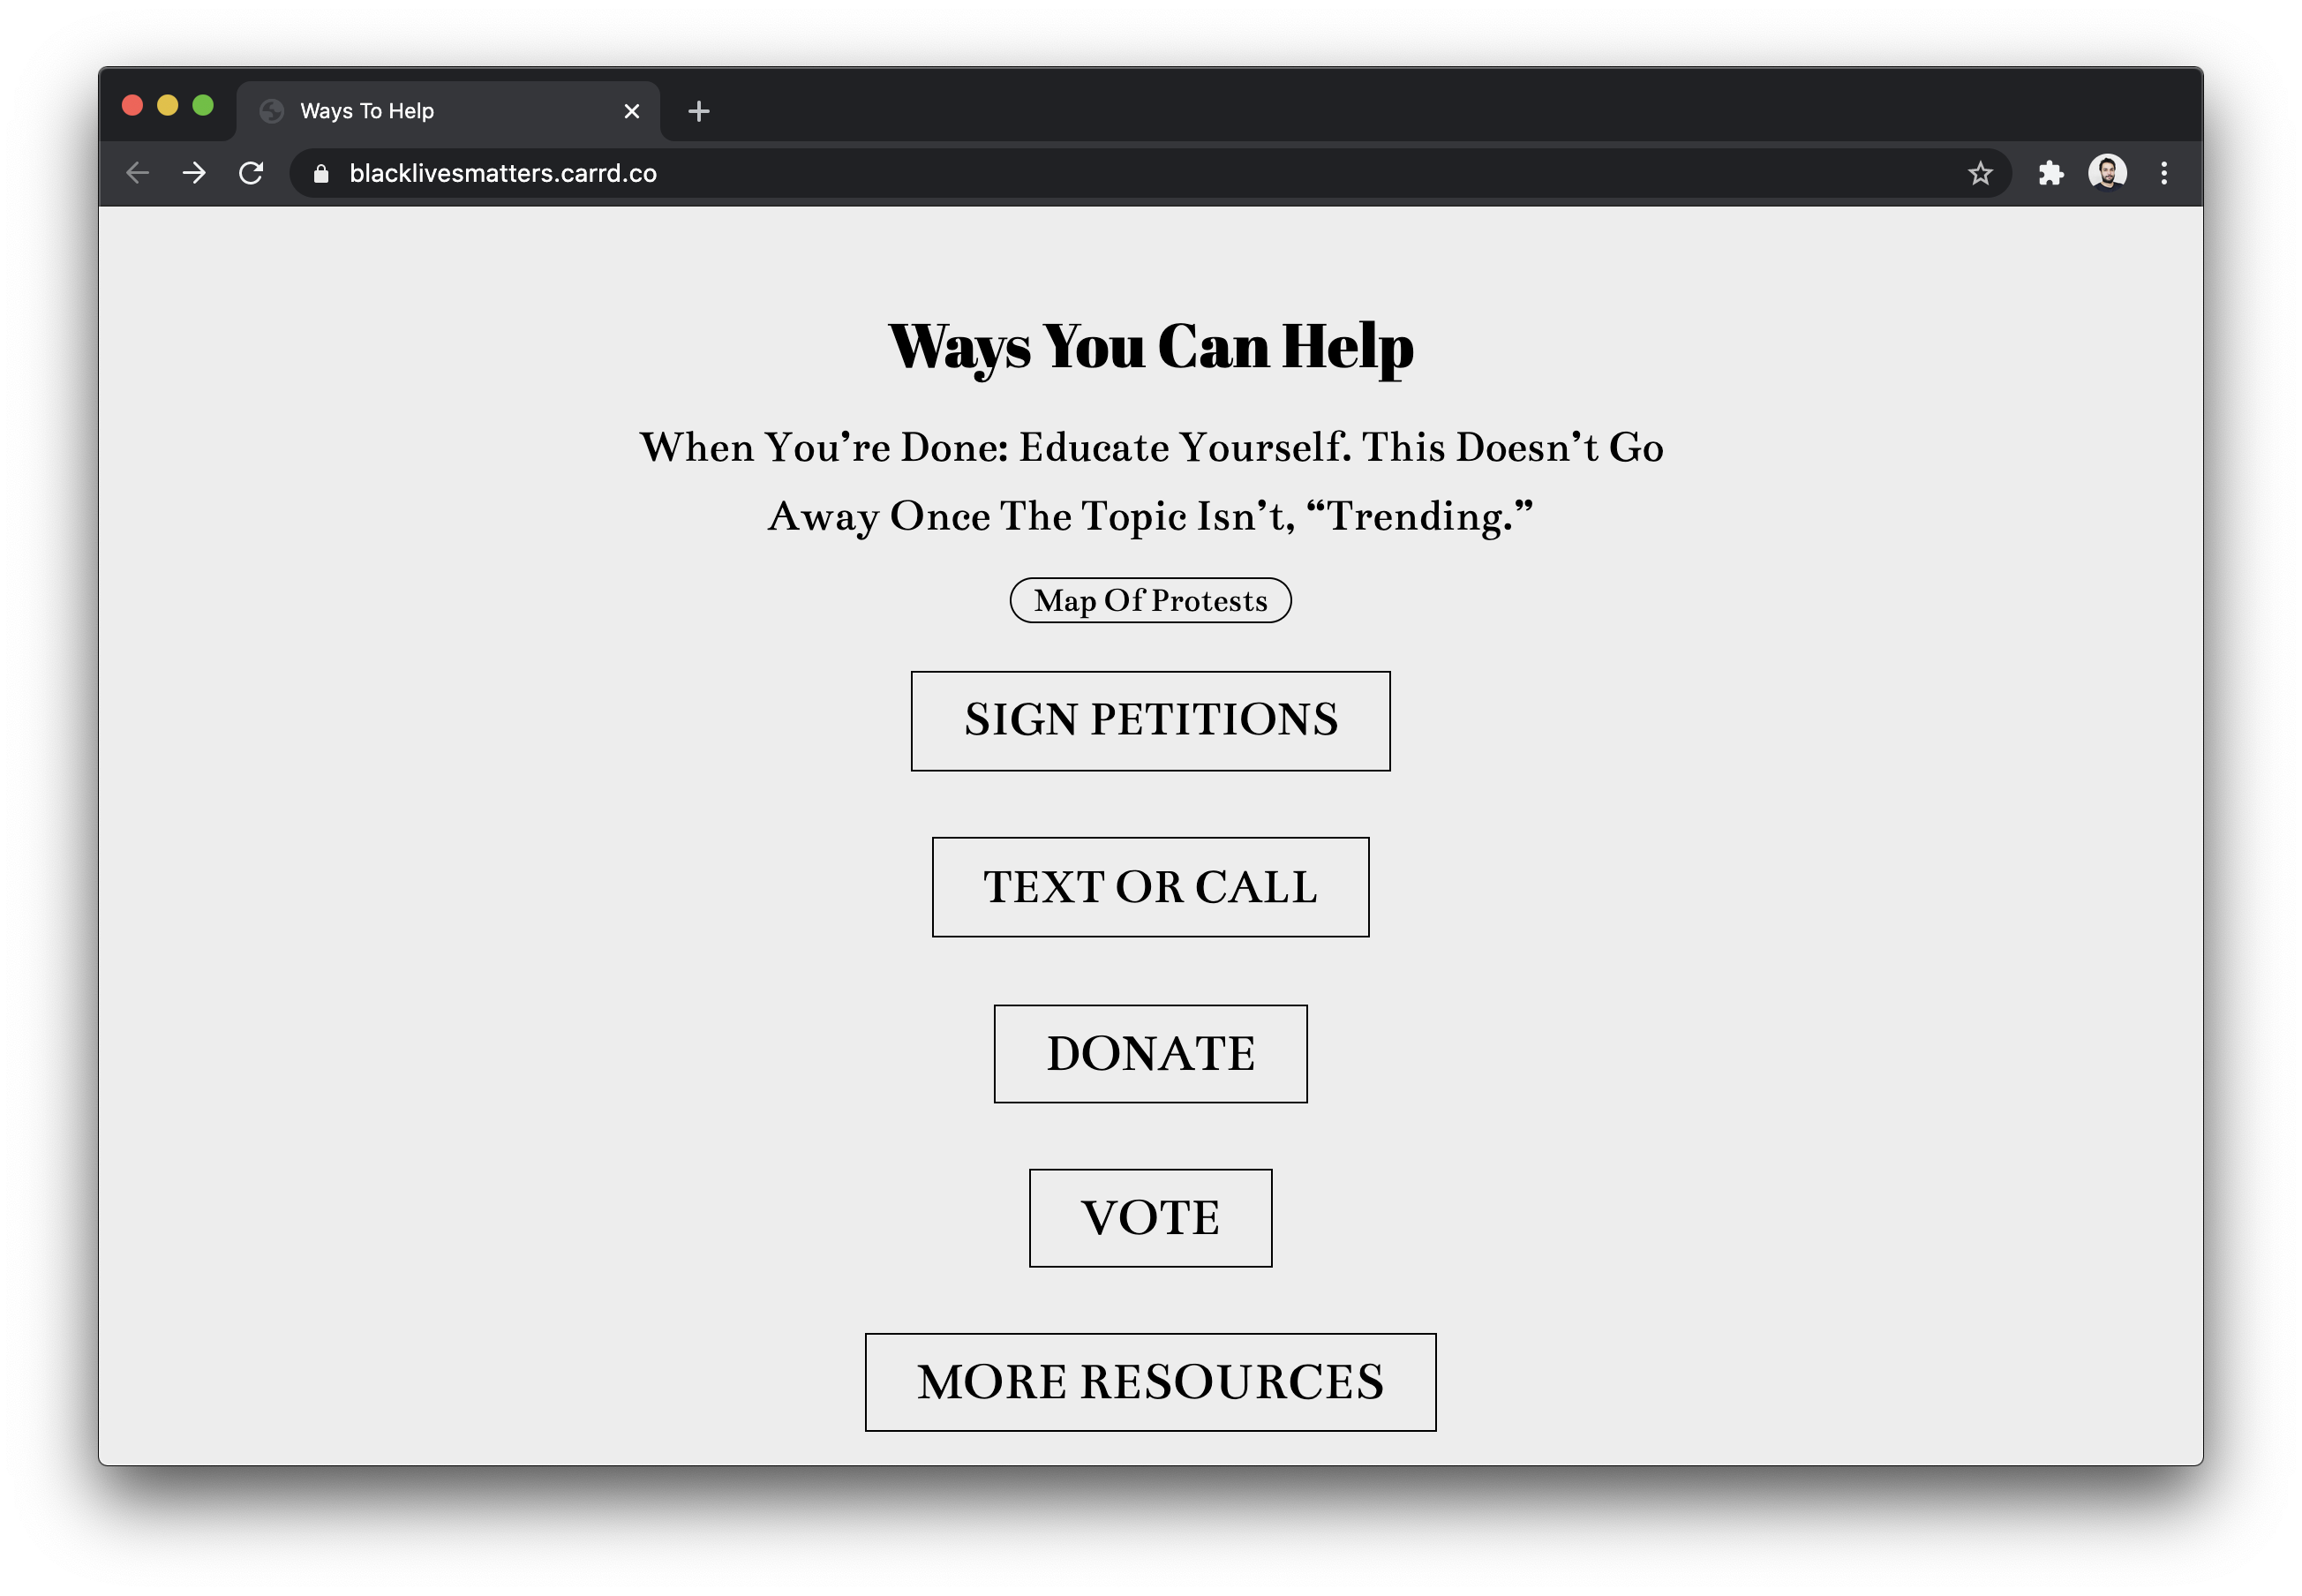 Ways To Help
blacklivesmatters.carrd.co
Ways You Can Help
When You’re Done: Educate Yourself. This Doesn’t Go
Away Once The Topic Isn’t, “Trending.”
Map Of Protests
SIGN PETITIONS
TEXT OR CALL
DONATE
VOTE
MORE RESOURCES